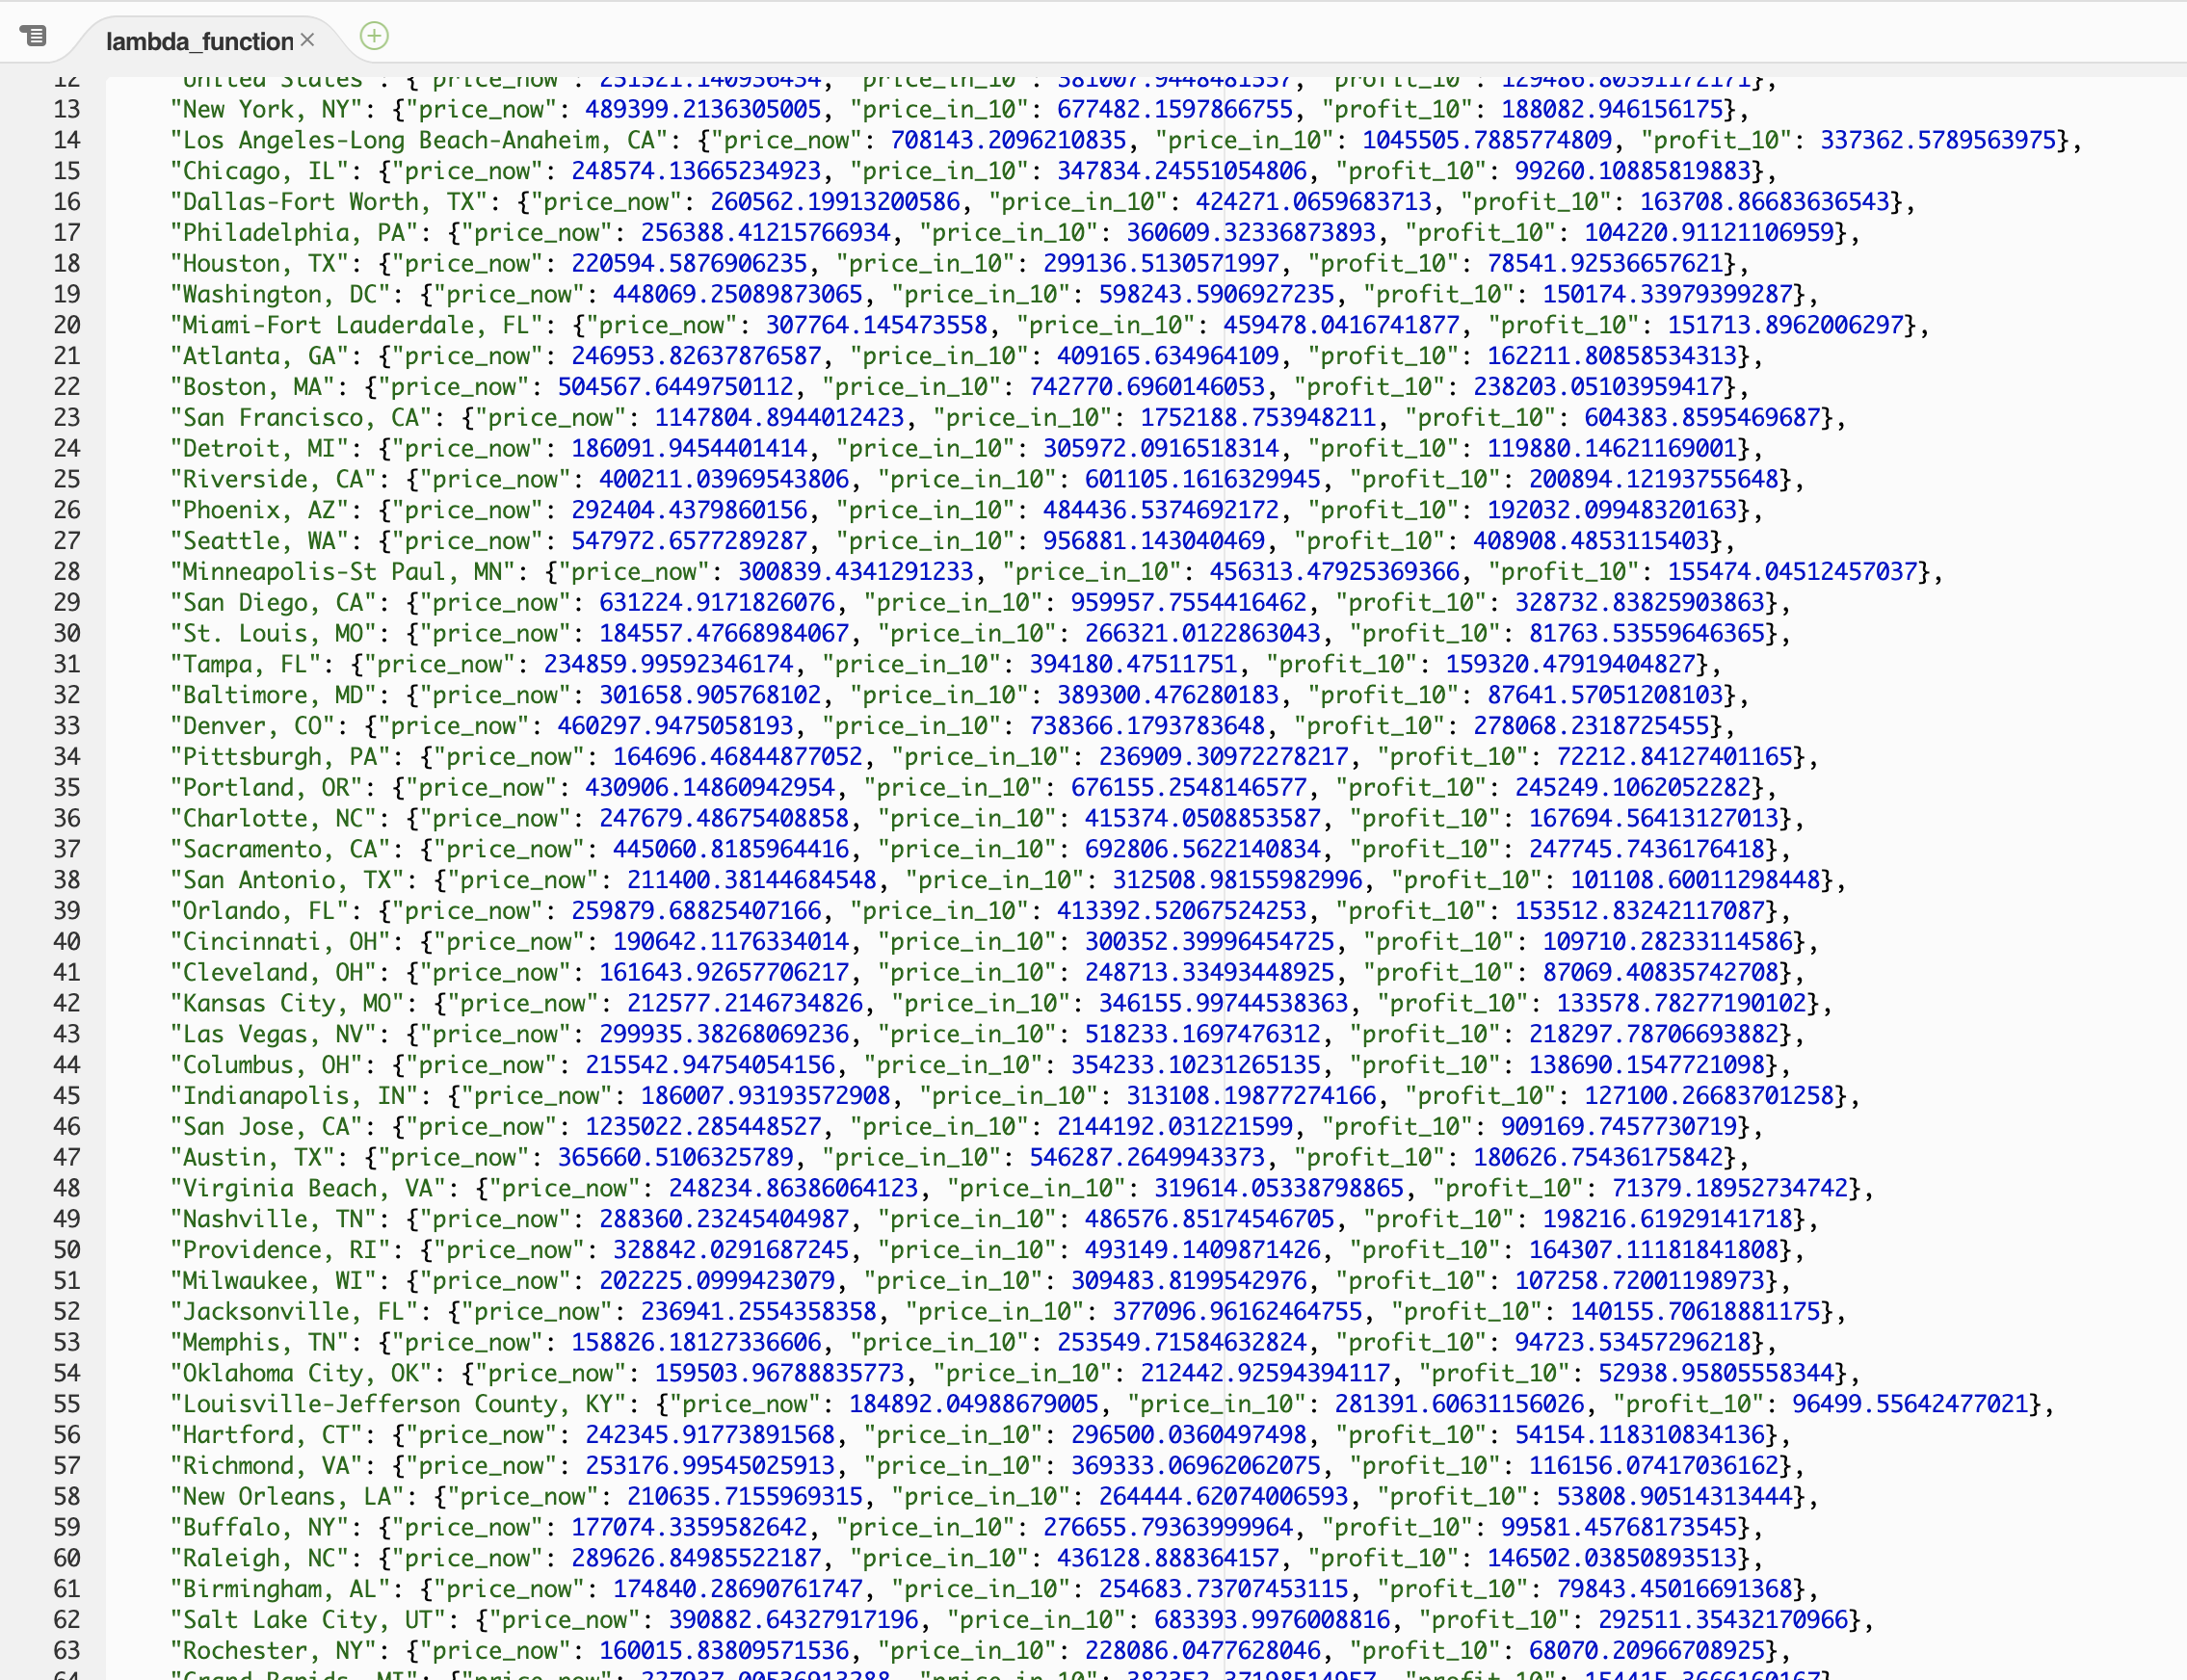 lambda_function ×
12 "United States": {"price_now": 251521.140936434, "price_in_10": 381007.9448481557, "profit_10": 129486.80391172171},
13 "New York, NY": {"price_now": 489399.2136305005, "price_in_10": 677482.1597866755, "profit_10": 188082.946156175},
14 "Los Angeles-Long Beach-Anaheim, CA": {"price_now": 708143.2096210835, "price_in_10": 1045505.7885774809, "profit_10": 337362.5789563975},
15 "Chicago, IL": {"price_now": 248574.13665234923, "price_in_10": 347834.24551054806, "profit_10": 99260.10885819883},
16 "Dallas-Fort Worth, TX": {"price_now": 260562.19913200586, "price_in_10": 424271.0659683713, "profit_10": 163708.86683636543},
17 "Philadelphia, PA": {"price_now": 256388.41215766934, "price_in_10": 360609.32336873893, "profit_10": 104220.91121106959},
18 "Houston, TX": {"price_now": 220594.5876906235, "price_in_10": 299136.5130571997, "profit_10": 78541.92536657621},
19 "Washington, DC": {"price_now": 448069.25089873065, "price_in_10": 598243.5906927235, "profit_10": 150174.33979399287},
20 "Miami-Fort Lauderdale, FL": {"price_now": 307764.145473558, "price_in_10": 459478.0416741877, "profit_10": 151713.8962006297},
21 "Atlanta, GA": {"price_now": 246953.82637876587, "price_in_10": 409165.634964109, "profit_10": 162211.80858534313},
22 "Boston, MA": {"price_now": 504567.6449750112, "price_in_10": 742770.6960146053, "profit_10": 238203.05103959417},
23 "San Francisco, CA": {"price_now": 1147804.8944012423, "price_in_10": 1752188.753948211, "profit_10": 604383.8595469687},
24 "Detroit, MI": {"price_now": 186091.9454401414, "price_in_10": 305972.0916518314, "profit_10": 119880.14621169001},
25 "Riverside, CA": {"price_now": 400211.03969543806, "price_in_10": 601105.1616329945, "profit_10": 200894.12193755648},
26 "Phoenix, AZ": {"price_now": 292404.4379860156, "price_in_10": 484436.5374692172, "profit_10": 192032.09948320163},
27 "Seattle, WA": {"price_now": 547972.6577289287, "price_in_10": 956881.143040469, "profit_10": 408908.4853115403},
28 "Minneapolis-St Paul, MN": {"price_now": 300839.4341291233, "price_in_10": 456313.47925369366, "profit_10": 155474.04512457037},
29 "San Diego, CA": {"price_now": 631224.9171826076, "price_in_10": 959957.7554416462, "profit_10": 328732.83825903863},
30 "St. Louis, MO": {"price_now": 184557.47668984067, "price_in_10": 266321.0122863043, "profit_10": 81763.53559646365},
31 "Tampa, FL": {"price_now": 234859.99592346174, "price_in_10": 394180.47511751, "profit_10": 159320.47919404827},
32 "Baltimore, MD": {"price_now": 301658.905768102, "price_in_10": 389300.476280183, "profit_10": 87641.57051208103},
33 "Denver, CO": {"price_now": 460297.9475058193, "price_in_10": 738366.1793783648, "profit_10": 278068.2318725455},
34 "Pittsburgh, PA": {"price_now": 164696.46844877052, "price_in_10": 236909.30972278217, "profit_10": 72212.84127401165},
35 "Portland, OR": {"price_now": 430906.14860942954, "price_in_10": 676155.2548146577, "profit_10": 245249.1062052282},
36 "Charlotte, NC": {"price_now": 247679.48675408858, "price_in_10": 415374.0508853587, "profit_10": 167694.56413127013},
37 "Sacramento, CA": {"price_now": 445060.8185964416, "price_in_10": 692806.5622140834, "profit_10": 247745.7436176418},
38 "San Antonio, TX": {"price_now": 211400.38144684548, "price_in_10": 312508.98155982996, "profit_10": 101108.60011298448},
39 "Orlando, FL": {"price_now": 259879.68825407166, "price_in_10": 413392.52067524253, "profit_10": 153512.83242117087},
40 "Cincinnati, OH": {"price_now": 190642.1176334014, "price_in_10": 300352.39996454725, "profit_10": 109710.28233114586},
41 "Cleveland, OH": {"price_now": 161643.92657706217, "price_in_10": 248713.33493448925, "profit_10": 87069.40835742708},
42 "Kansas City, MO": {"price_now": 212577.2146734826, "price_in_10": 346155.99744538363, "profit_10": 133578.78277190102},
43 "Las Vegas, NV": {"price_now": 299935.38268069236, "price_in_10": 518233.1697476312, "profit_10": 218297.78706693882},
44 "Columbus, OH": {"price_now": 215542.94754054156, "price_in_10": 354233.10231265135, "profit_10": 138690.1547721098},
45 "Indianapolis, IN": {"price_now": 186007.93193572908, "price_in_10": 313108.19877274166, "profit_10": 127100.26683701258},
46 "San Jose, CA": {"price_now": 1235022.285448527, "price_in_10": 2144192.031221599, "profit_10": 909169.7457730719},
47 "Austin, TX": {"price_now": 365660.5106325789, "price_in_10": 546287.2649943373, "profit_10": 180626.75436175842},
48 "Virginia Beach, VA": {"price_now": 248234.86386064123, "price_in_10": 319614.05338798865, "profit_10": 71379.18952734742},
49 "Nashville, TN": {"price_now": 288360.23245404987, "price_in_10": 486576.85174546705, "profit_10": 198216.61929141718},
50 "Providence, RI": {"price_now": 328842.0291687245, "price_in_10": 493149.1409871426, "profit_10": 164307.11181841808},
51 "Milwaukee, WI": {"price_now": 202225.0999423079, "price_in_10": 309483.8199542976, "profit_10": 107258.72001198973},
52 "Jacksonville, FL": {"price_now": 236941.2554358358, "price_in_10": 377096.96162464755, "profit_10": 140155.70618881175},
53 "Memphis, TN": {"price_now": 158826.18127336606, "price_in_10": 253549.71584632824, "profit_10": 94723.53457296218},
54 "Oklahoma City, OK": {"price_now": 159503.96788835773, "price_in_10": 212442.92594394117, "profit_10": 52938.95805558344},
55 "Louisville-Jefferson County, KY": {"price_now": 184892.04988679005, "price_in_10": 281391.60631156026, "profit_10": 96499.55642477021},
56 "Hartford, CT": {"price_now": 242345.91773891568, "price_in_10": 296500.0360497498, "profit_10": 54154.118310834136},
57 "Richmond, VA": {"price_now": 253176.99545025913, "price_in_10": 369333.06962062075, "profit_10": 116156.07417036162},
58 "New Orleans, LA": {"price_now": 210635.7155969315, "price_in_10": 264444.62074006593, "profit_10": 53808.90514313444},
59 "Buffalo, NY": {"price_now": 177074.3359582642, "price_in_10": 276655.79363999964, "profit_10": 99581.45768173545},
60 "Raleigh, NC": {"price_now": 289626.84985522187, "price_in_10": 436128.888364157, "profit_10": 146502.03850893513},
61 "Birmingham, AL": {"price_now": 174840.28690761747, "price_in_10": 254683.73707453115, "profit_10": 79843.45016691368},
62 "Salt Lake City, UT": {"price_now": 390882.64327917196, "price_in_10": 683393.9976008816, "profit_10": 292511.35432170966},
63 "Rochester, NY": {"price_now": 160015.83809571536, "price_in_10": 228086.0477628046, "profit_10": 68070.20966708925},
64 "Grand Rapids, MI": {"price_now": "price_in_10": "profit_10":